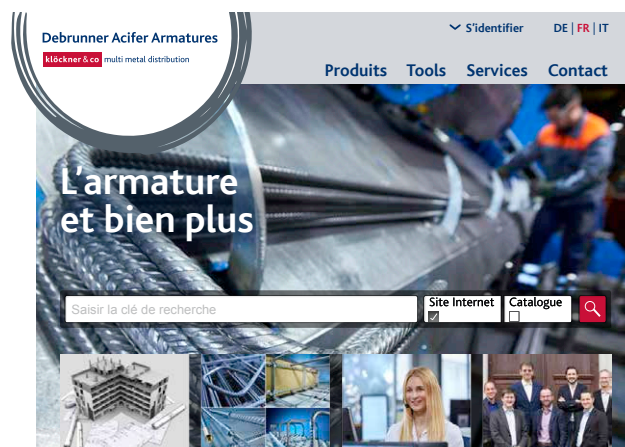 S'identifier
DE | FR | IT
Debrunner Acifer Armatures
klöckner & co multi metal distribution
Produits Tools Services Contact
L'armature
et bien plus
Saisir la clé de recherche
Site Internet
Catalogue